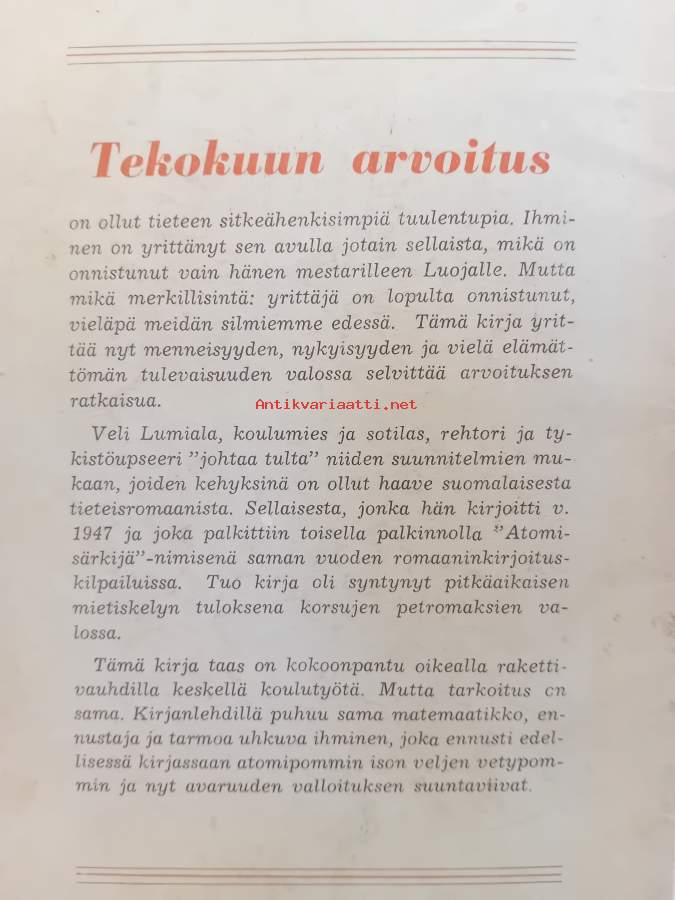 Tekokuun arvoitus
on ollut tieteen sitkeähenkisimpiä tuulentupia. Ihmi-
nen on yrittänyt sen avulla jotain sellaista, mikä on
onnistunut vain hänen mestarilleen Luojalle. Mutta
mikä merkillisintä: yrittäjä on lopulta onnistunut,
vieläpä meidän silmiemme edessä. Tämä kirja yrit-
tää nyt menneisyyden, nykyisyyden ja vielä elämät-
tömän tulevaisuuden valossa selvittää arvoituksen
ratkaisua.
Antikvariaatti.net
Veli Lumiala, koulumies ja sotilas, rehtori ja ty-
kistöupseeri "johtaa tulta" niiden suunnitelmien mu-
kaan, joiden kehyksinä on ollut haave suomalaisesta
tieteisromaanista. Sellaisesta, jonka hän kirjoitti v.
1947 ja joka palkittiin toisella palkinnolla "Atomi-
särkijä"-nimisenä saman vuoden romaaninkirjoitus-
kilpailuissa. Tuo kirja oli syntynyt pitkäaikaisen
mietiskelyn tuloksena korsujen petromaksien va-
lossa.
Tämä kirja taas on kokoonpantu oikealla raketti-
vauhdilla keskellä koulutyötä. Mutta tarkoitus on
sama. Kirjanlehdillä puhuu sama matemaatikko, en-
nustaja ja tarmoa uhkuva ihminen, joka ennusti edel-
lisessä kirjassaan atomipommin ison veljen vetypom-
min ja nyt avaruuden valloituksen suuntaviivat.